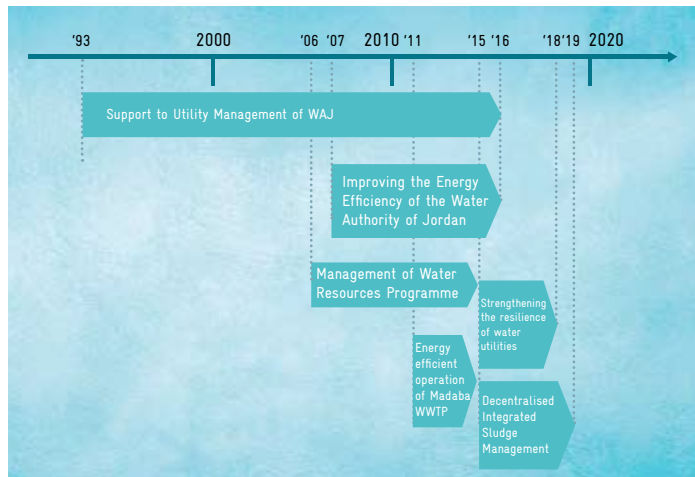 ‘93 2000 ‘06 ‘07 2010 ‘11 ‘15 ‘16 ‘18 ‘19 2020
Support to Utility Management of WAJ
Improving the Energy
Efficiency of the Water
Authority of Jordan
Management of Water
Resources Programme
Strengthening
the resilience
of water
utilities
Energy
efficient
operation
of Madaba
WWTP
Decentralised
Integrated
Sludge
Management